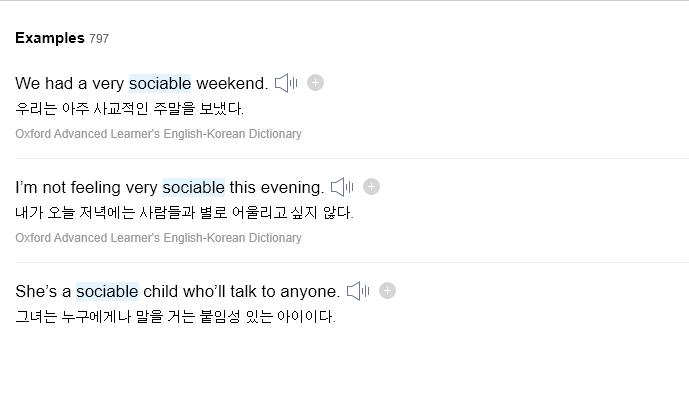 Examples 797
We had a very sociable weekend.
우리는 아주 사교적인 주말을 보냈다.
Oxford Advanced Learner's English-Korean Dictionary
I’m not feeling very sociable this evening.
내가 오늘 저녁에는 사람들과 별로 어울리고 싶지 않다.
Oxford Advanced Learner's English-Korean Dictionary
She’s a sociable child who’ll talk to anyone.
그녀는 누구에게나 말을 거는 붙임성 있는 아이이다.